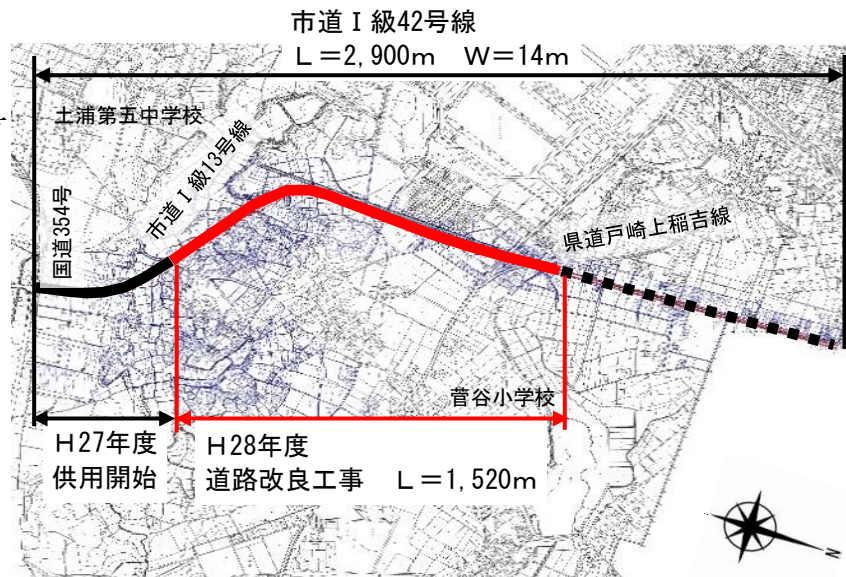 市道Ⅰ級42号線
Ｌ＝2,900ｍ　Ｗ＝14ｍ
土浦第五中学校
市道Ⅰ級13号線
国道354号
県道戸崎上稲吉線
菅谷小学校
Ｈ27年度
供用開始
Ｈ28年度
道路改良工事　Ｌ＝1,520ｍ
N